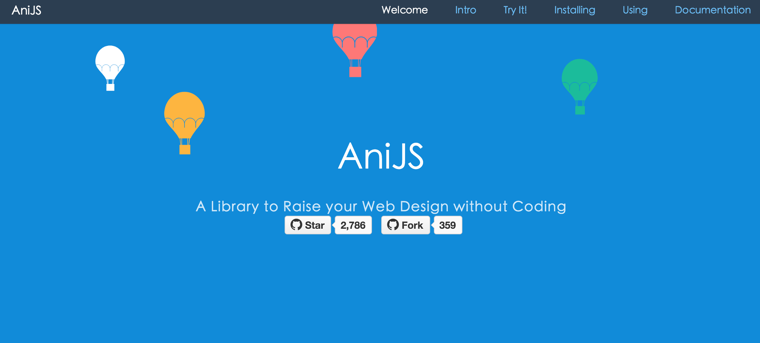 AniJS Welcome Intro Try It! Installing Using Documentation
AniJS
A Library to Raise your Web Design without Coding
Star 2,786 Fork 359